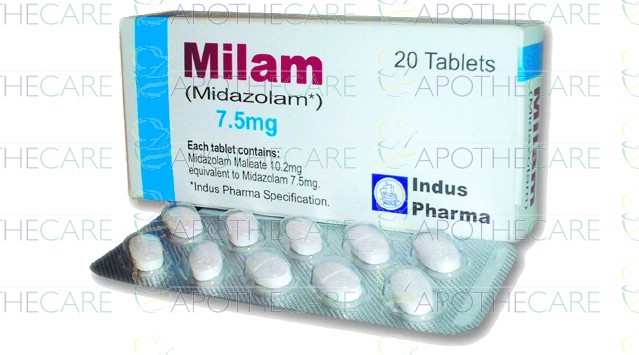 Milam
20 Tablets
(Midazolam*)
7.5mg
Each tablet contains:
Midazolam Maleate 10.2mg
equivalent to Midazolam 7.5mg.
*Indus Pharma Specification.
Indus
Pharma
Milam
APOTHECARE